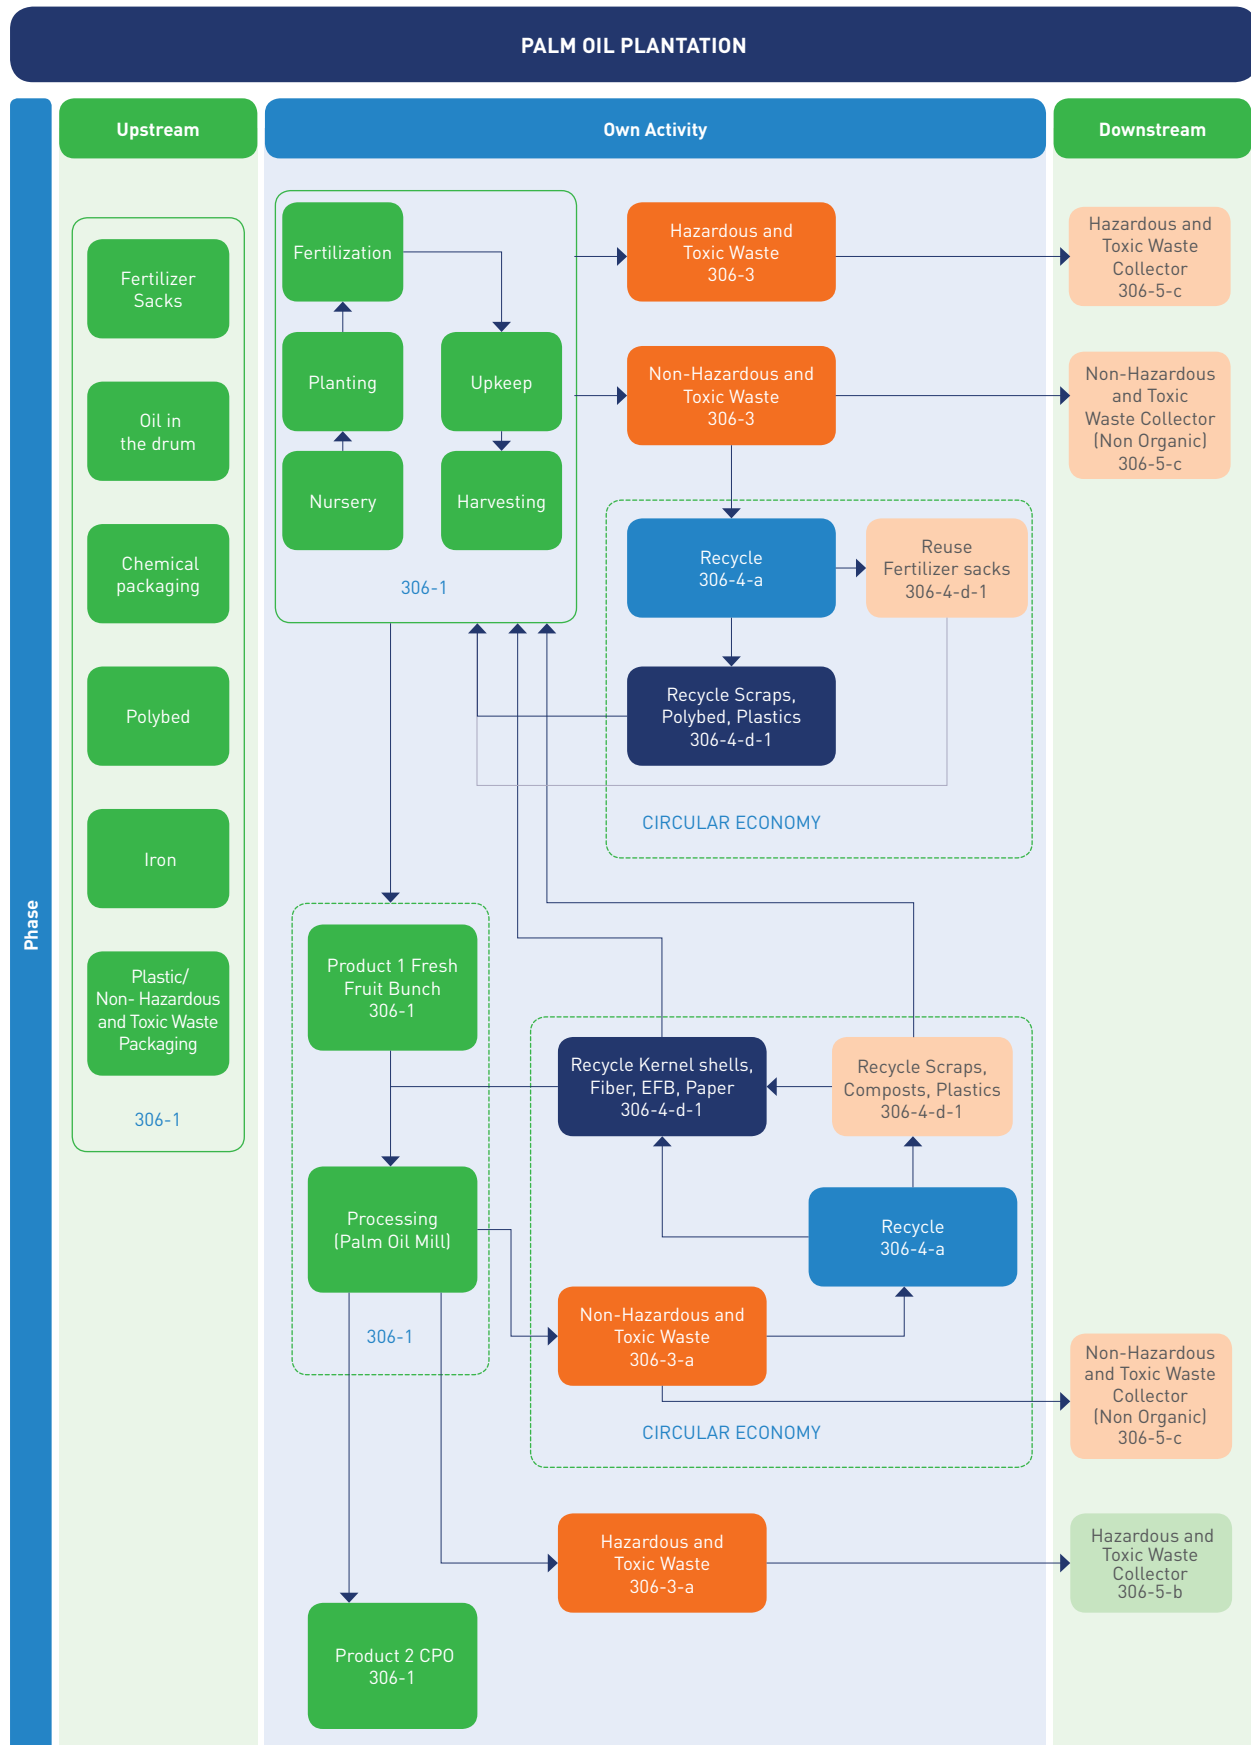 PALM OIL PLANTATION
Phase
Upstream
Own Activity
Downstream
Fertilizer
Sacks
Oil in
the drum
Chemical
packaging
Polybed
Iron
Plastic/
Non- Hazardous
and Toxic Waste
Packaging
306-1
Fertilization
Planting
Upkeep
Nursery
Harvesting
306-1
Hazardous and
Toxic Waste
306-3
Non-Hazardous and
Toxic Waste
306-3
Recycle
306-4-a
Reuse
Fertilizer sacks
306-4-d-1
Recycle Scraps,
Polybed, Plastics
306-4-d-1
CIRCULAR ECONOMY
Product 1 Fresh
Fruit Bunch
306-1
Processing
(Palm Oil Mill)
306-1
Recycle Kernel shells,
Fiber, EFB, Paper
306-4-d-1
Recycle Scraps,
Composts, Plastics
306-4-d-1
Recycle
306-4-a
Non-Hazardous and
Toxic Waste
306-3-a
CIRCULAR ECONOMY
Hazardous and
Toxic Waste
306-3-a
Product 2 CPO
306-1
Hazardous and
Toxic Waste
Collector
306-5-c
Non-Hazardous
and Toxic
Waste Collector
(Non Organic)
306-5-c
Non-Hazardous
and Toxic Waste
Collector
(Non Organic)
306-5-c
Hazardous and
Toxic Waste
Collector
306-5-b